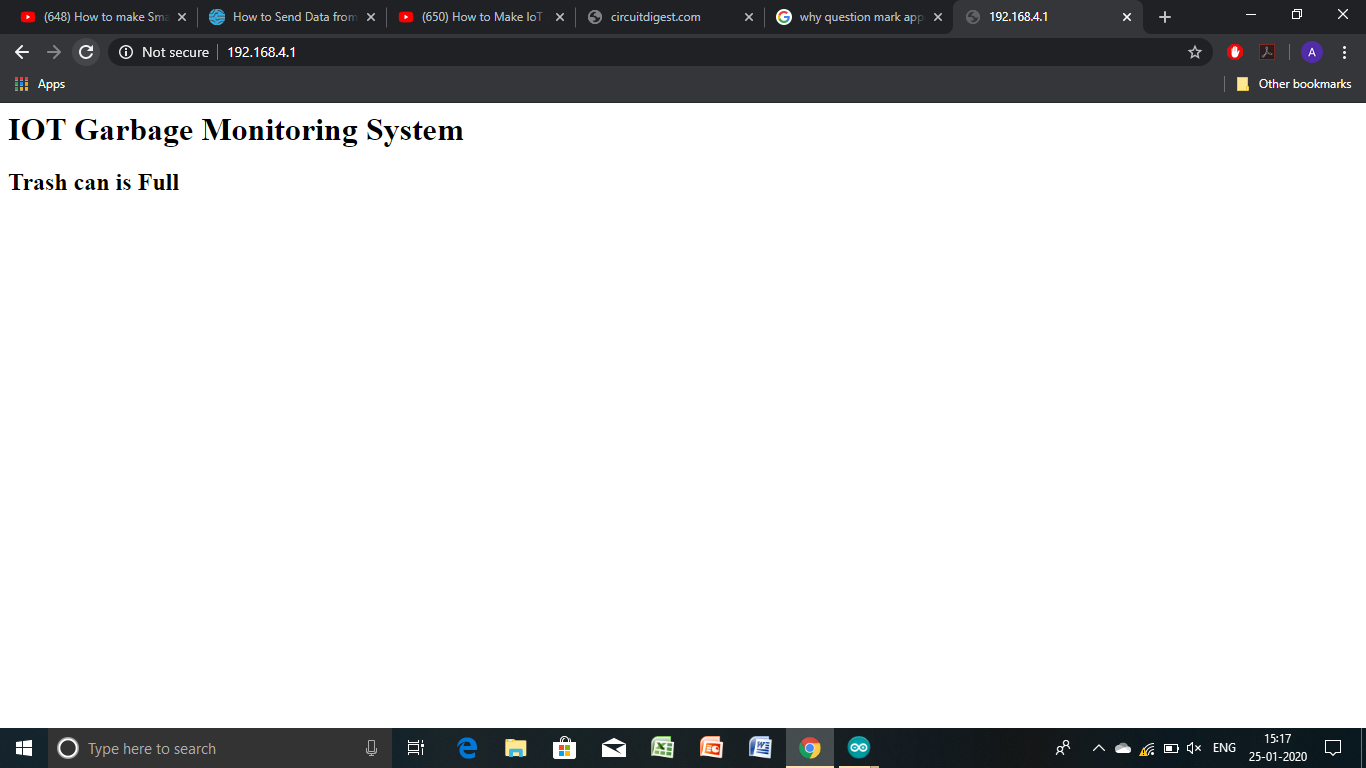 (648) How to make Sma
How to Send Data from
(650) How to Make IoT
circuitdigest.com
why question mark app
192.168.4.1
Not secure
192.168.4.1
A
Apps
Other bookmarks
IOT Garbage Monitoring System
Trash can is Full
Type here to search
ENG
15:17
25-01-2020